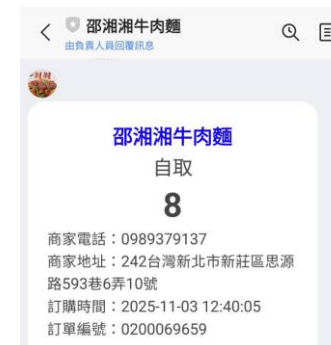 邵湘湘牛肉麵
由負責人員回覆訊息
邵湘湘牛肉麵
自取
8
商家電話：0989379137
商家地址：242台灣新北市新莊區思源
路593巷6弄10號
訂購時間：2025-11-03 12:40:05
訂單編號：0200069659